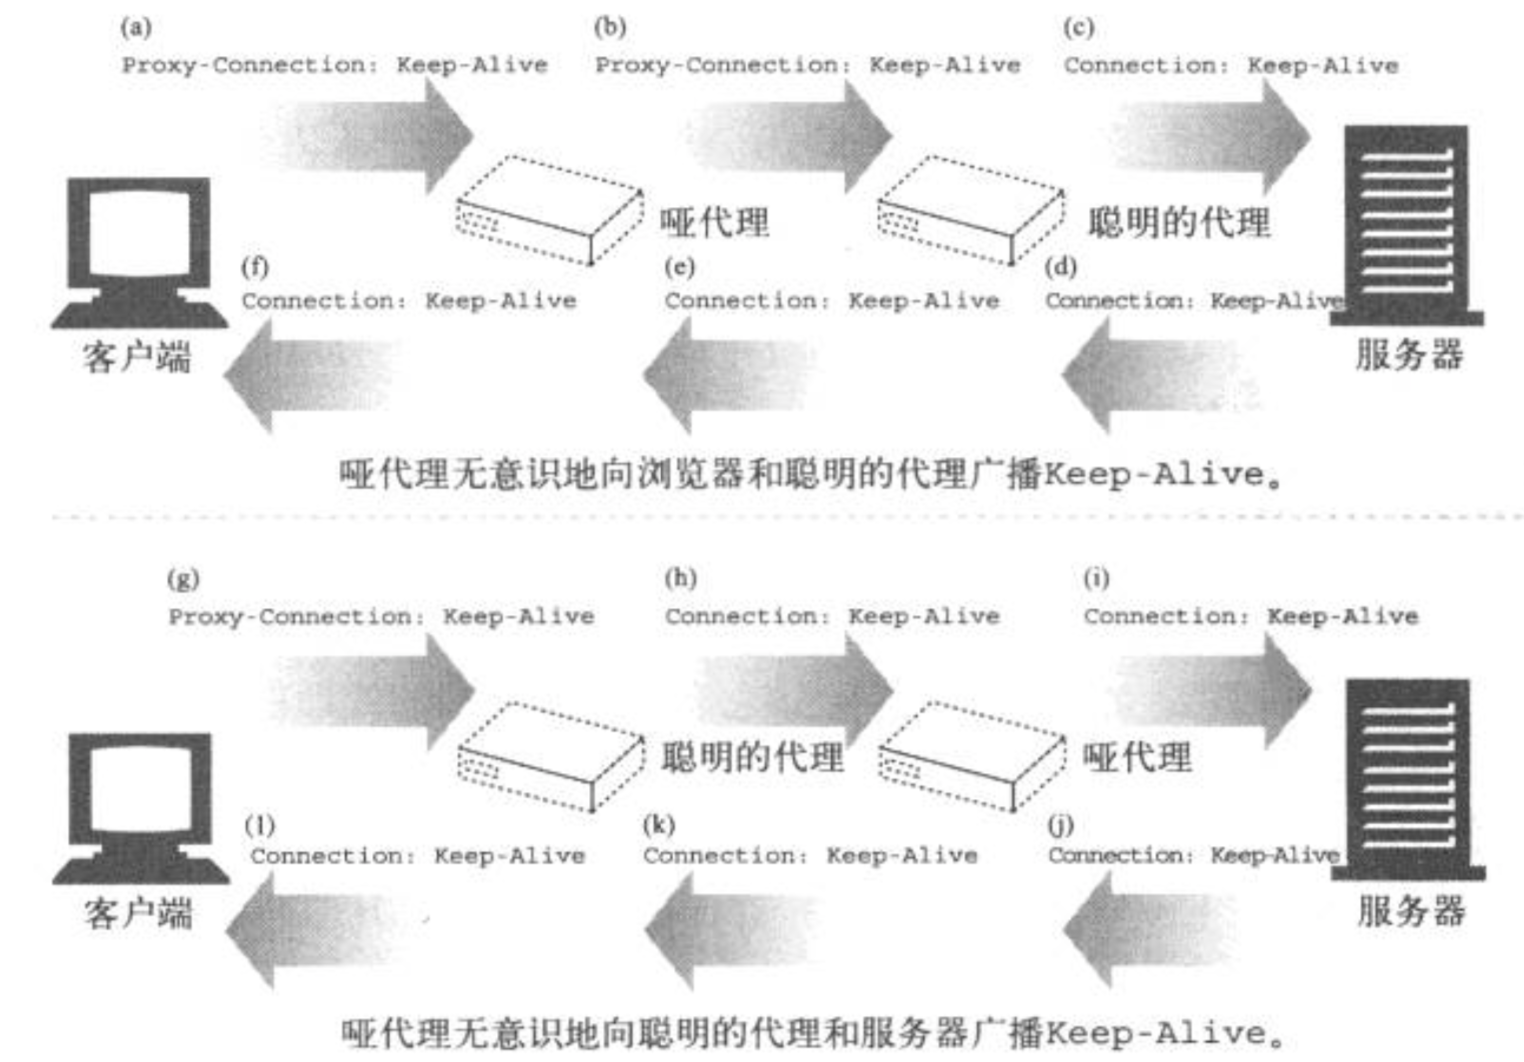 (a) (b) (c)
Proxy-Connection: Keep-Alive Proxy-Connection: Keep-Alive Connection: Keep-Alive
哑代理 聪明的代理
(f) (e) (d)
Connection: Keep-Alive Connection: Keep-Alive Connection: Keep-Alive
客户端 服务器
哑代理无意识地向浏览器和聪明的代理广播Keep-Alive。
(g) (h) (i)
Proxy-Connection: Keep-Alive Connection: Keep-Alive Connection: Keep-Alive
聪明的代理 哑代理
(l) (k) (j)
Connection: Keep-Alive Connection: Keep-Alive Connection: Keep-Alive
客户端 服务器
哑代理无意识地向聪明的代理和服务器广播Keep-Alive。